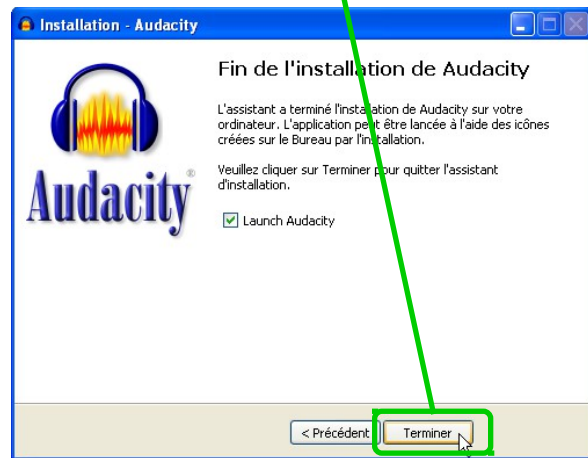 Installation - Audacity
Fin de l'installation de Audacity
L'assistant a terminé l'installation de Audacity sur votre
ordinateur. L'application peut être lancée à l'aide des icônes
créées sur le Bureau par l'installation.
Veuillez cliquer sur Terminer pour quitter l'assistant
d'installation.
Audacity®
Launch Audacity
< Précédent
Terminer